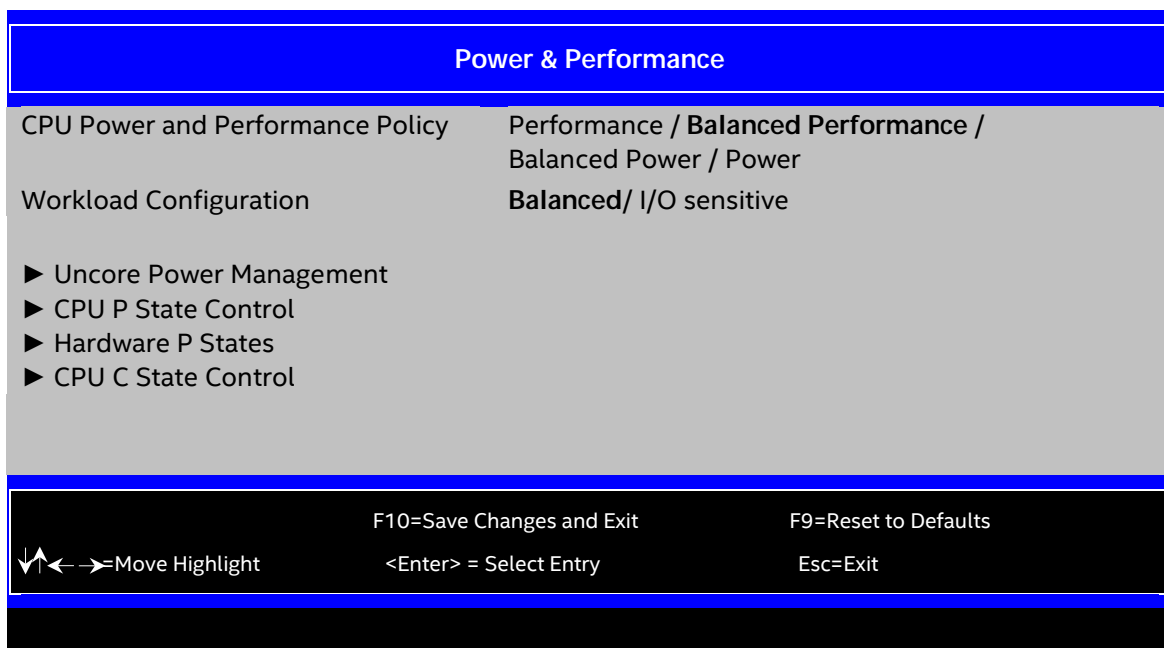 Power & Performance
CPU Power and Performance Policy Performance / Balanced Performance /
Balanced Power / Power
Workload Configuration Balanced/ I/O sensitive
► Uncore Power Management
► CPU P State Control
► Hardware P States
► CPU C State Control
F10=Save Changes and Exit F9=Reset to Defaults
↓↑←→=Move Highlight <Enter> = Select Entry Esc=Exit